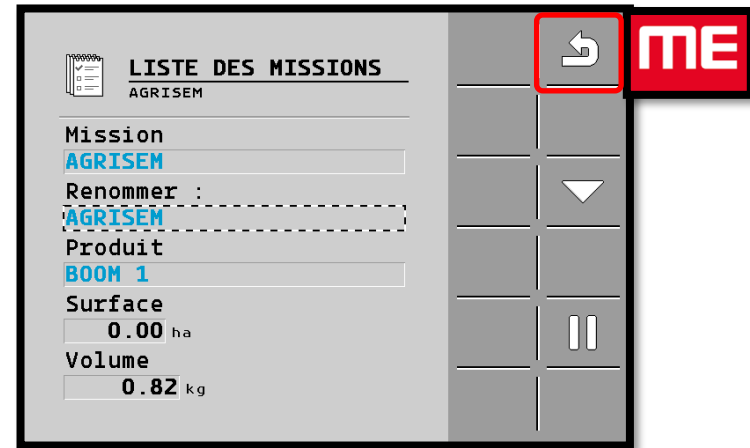 LISTE DES MISSIONS
AGRISEM
Mission
AGRISEM
Renommer :
AGRISEM
Produit
BOOM 1
Surface
0.00 ha
Volume
0.82 kg
ME